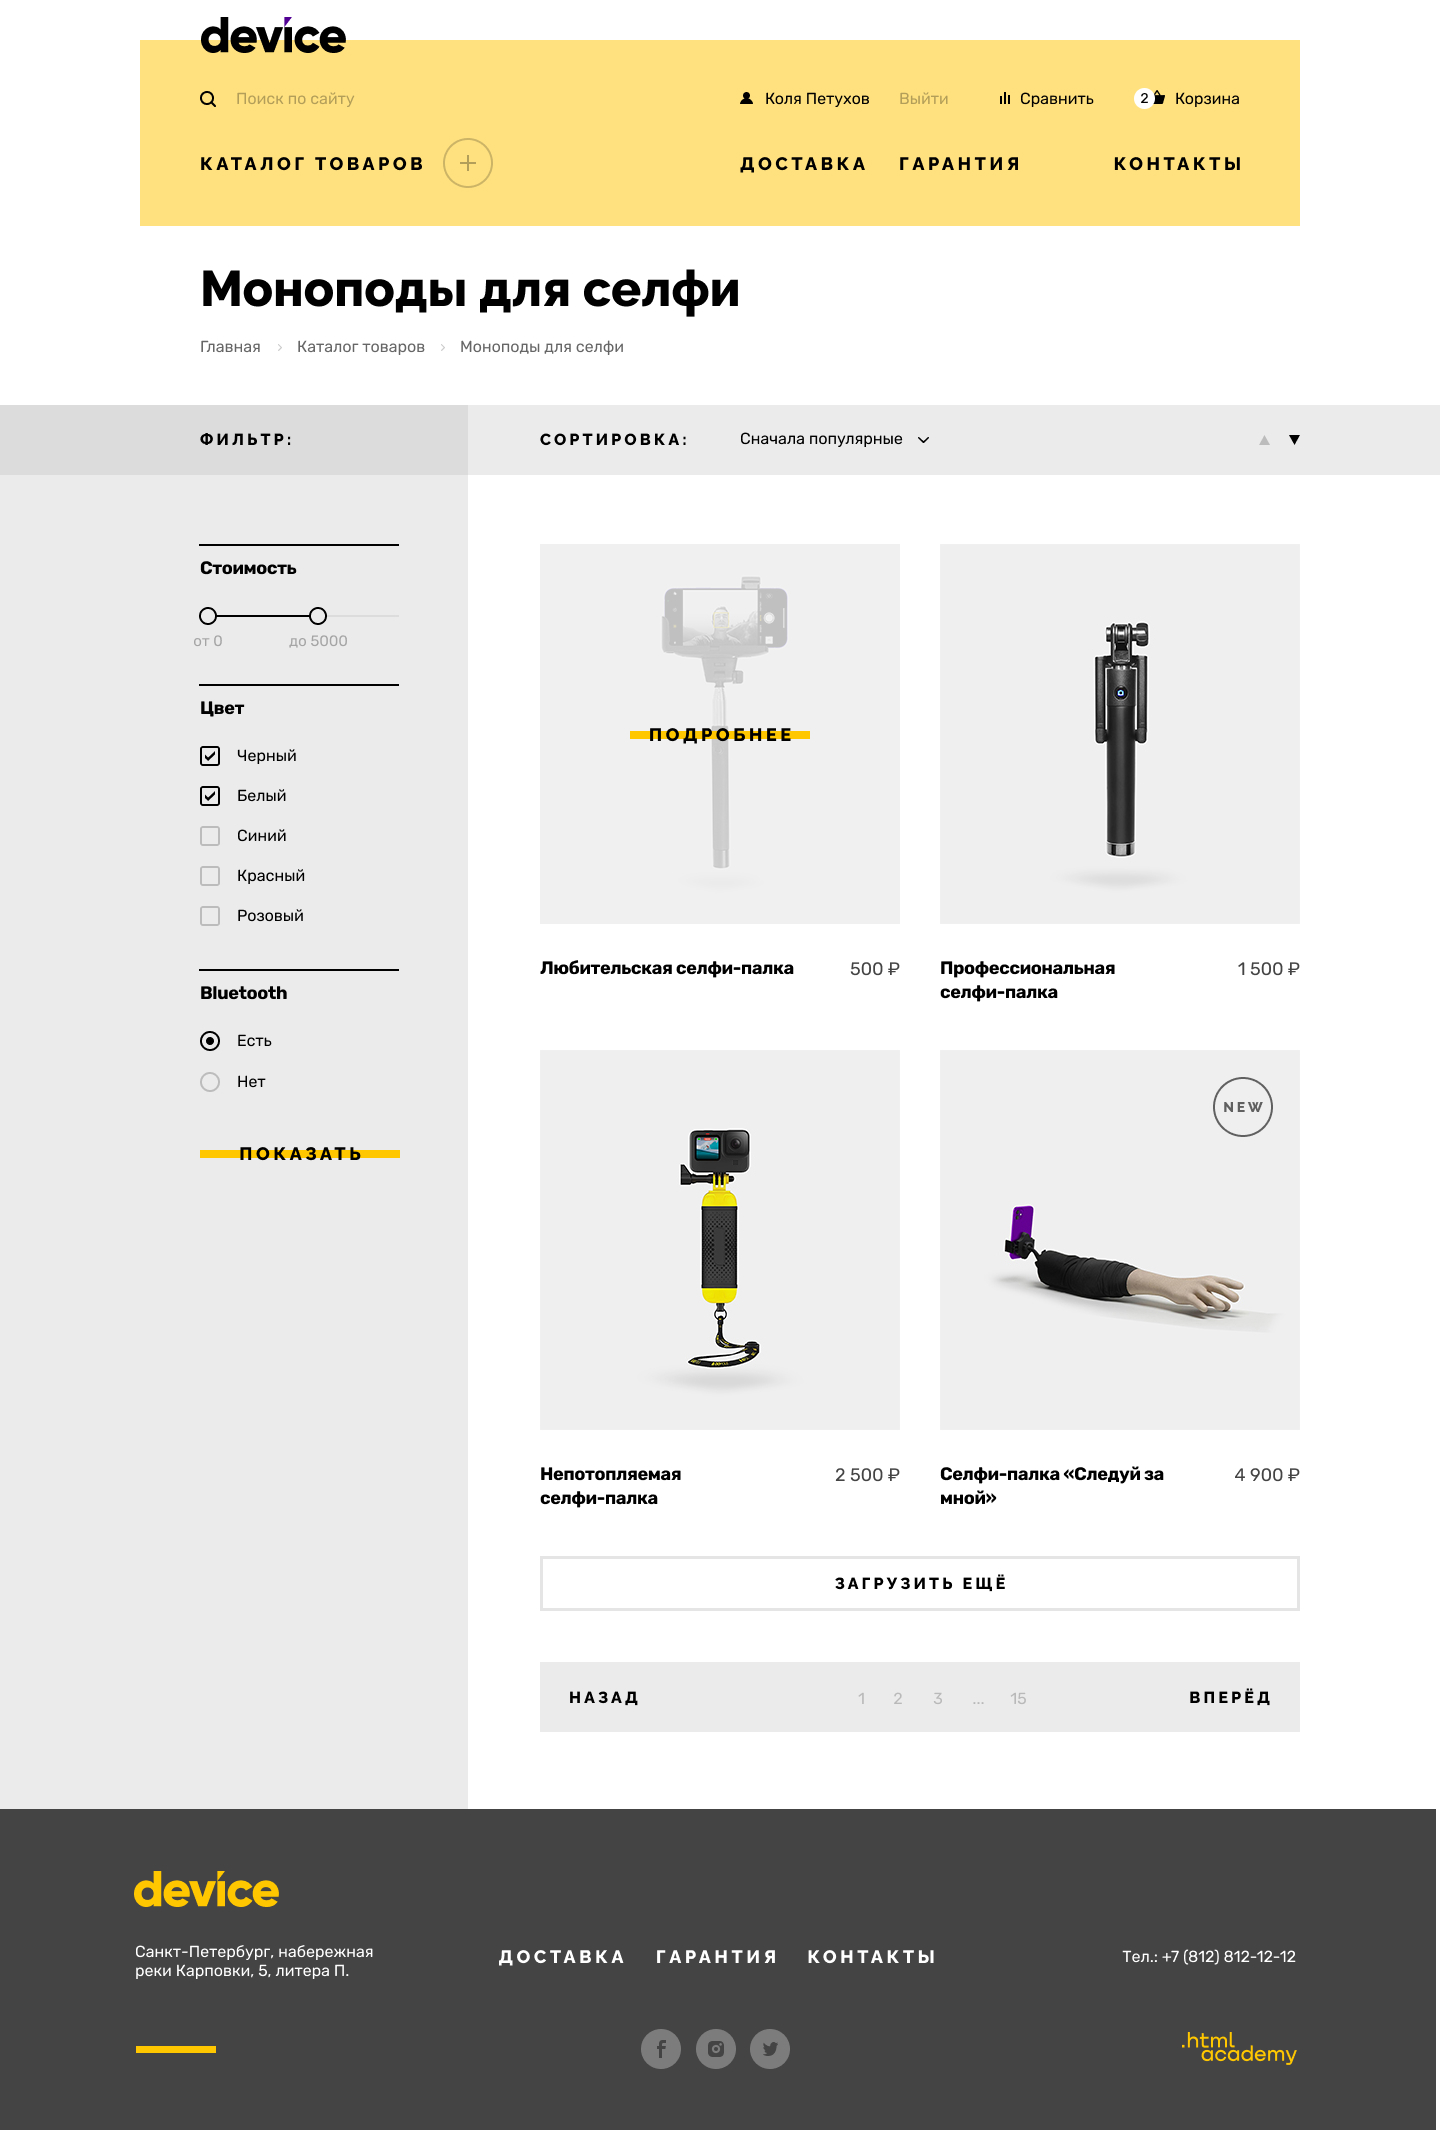 device
Поиск по сайту
Коля Петухов Выйти Сравнить 2 Корзина
КАТАЛОГ ТОВАРОВ
ДОСТАВКА ГАРАНТИЯ КОНТАКТЫ
Моноподы для селфи
Главная › Каталог товаров › Моноподы для селфи
ФИЛЬТР:
СОРТИРОВКА: Сначала популярные
Стоимость
от 0 до 5000
Цвет
Черный
Белый
Синий
Красный
Розовый
Bluetooth
Есть
Нет
ПОКАЗАТЬ
ПОДРОБНЕЕ
Любительская селфи-палка 500 ₽
Профессиональная
селфи-палка
1 500 ₽
Непотопляемая
селфи-палка
2 500 ₽
NEW
Селфи-палка «Следуй за
мной»
4 900 ₽
ЗАГРУЗИТЬ ЕЩЁ
НАЗАД 1 2 3 ... 15 ВПЕРЁД
device
Санкт-Петербург, набережная
реки Карповки, 5, литера П.
ДОСТАВКА ГАРАНТИЯ КОНТАКТЫ
Тел.: +7 (812) 812-12-12
.html
academy